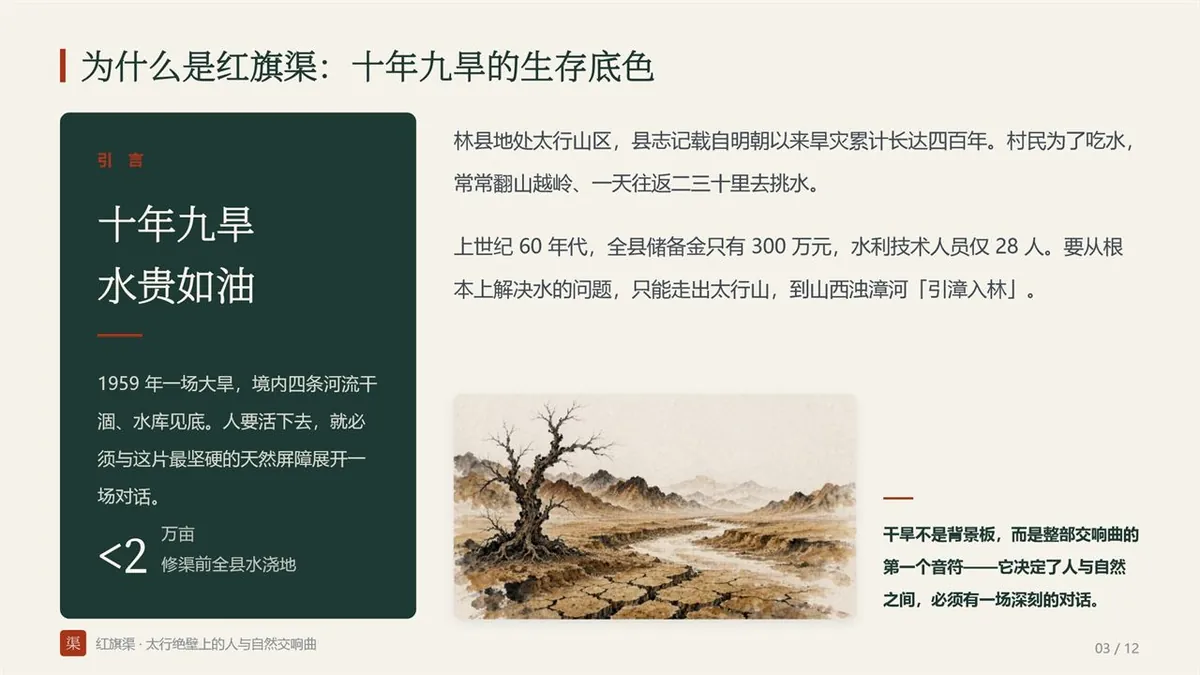 为什么是红旗渠：十年九旱的生存底色
引 言
十年九旱
水贵如油
1959 年一场大旱，境内四条河流干
涸、水库见底。人要活下去，就必
须与这片最坚硬的天然屏障展开一
场对话。
<2
万亩
修渠前全县水浇地
林县地处太行山区，县志记载自明朝以来旱灾累计长达四百年。村民为了吃水，
常常翻山越岭、一天往返二三十里去挑水。
上世纪 60 年代，全县储备金只有 300 万元，水利技术人员仅 28 人。要从根
本上解决水的问题，只能走出太行山，到山西浊漳河「引漳入林」。
干旱不是背景板，而是整部交响曲的
第一个音符——它决定了人与自然
之间，必须有一场深刻的对话。
渠
红旗渠 · 太行绝壁上的人与自然交响曲
03 / 12